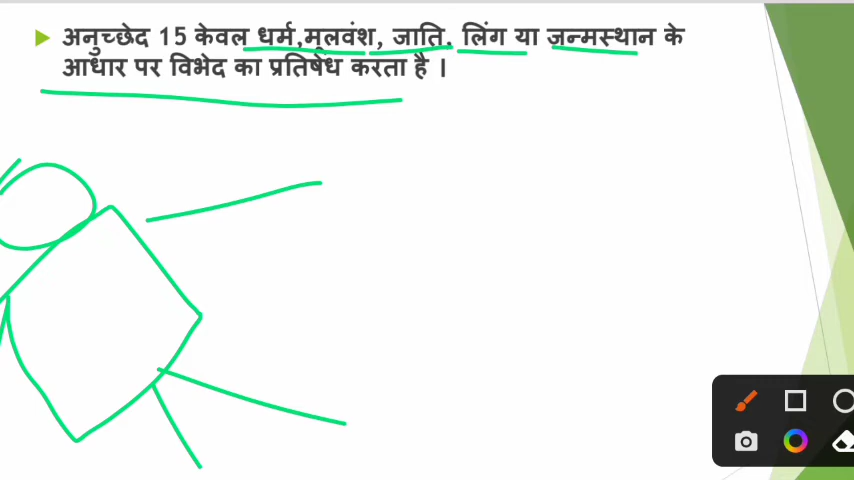 अनुच्छेद 15 केवल धर्म,मूलवंश, जाति, लिंग या जन्मस्थान के
आधार पर विभेद का प्रतिषेध करता है ।